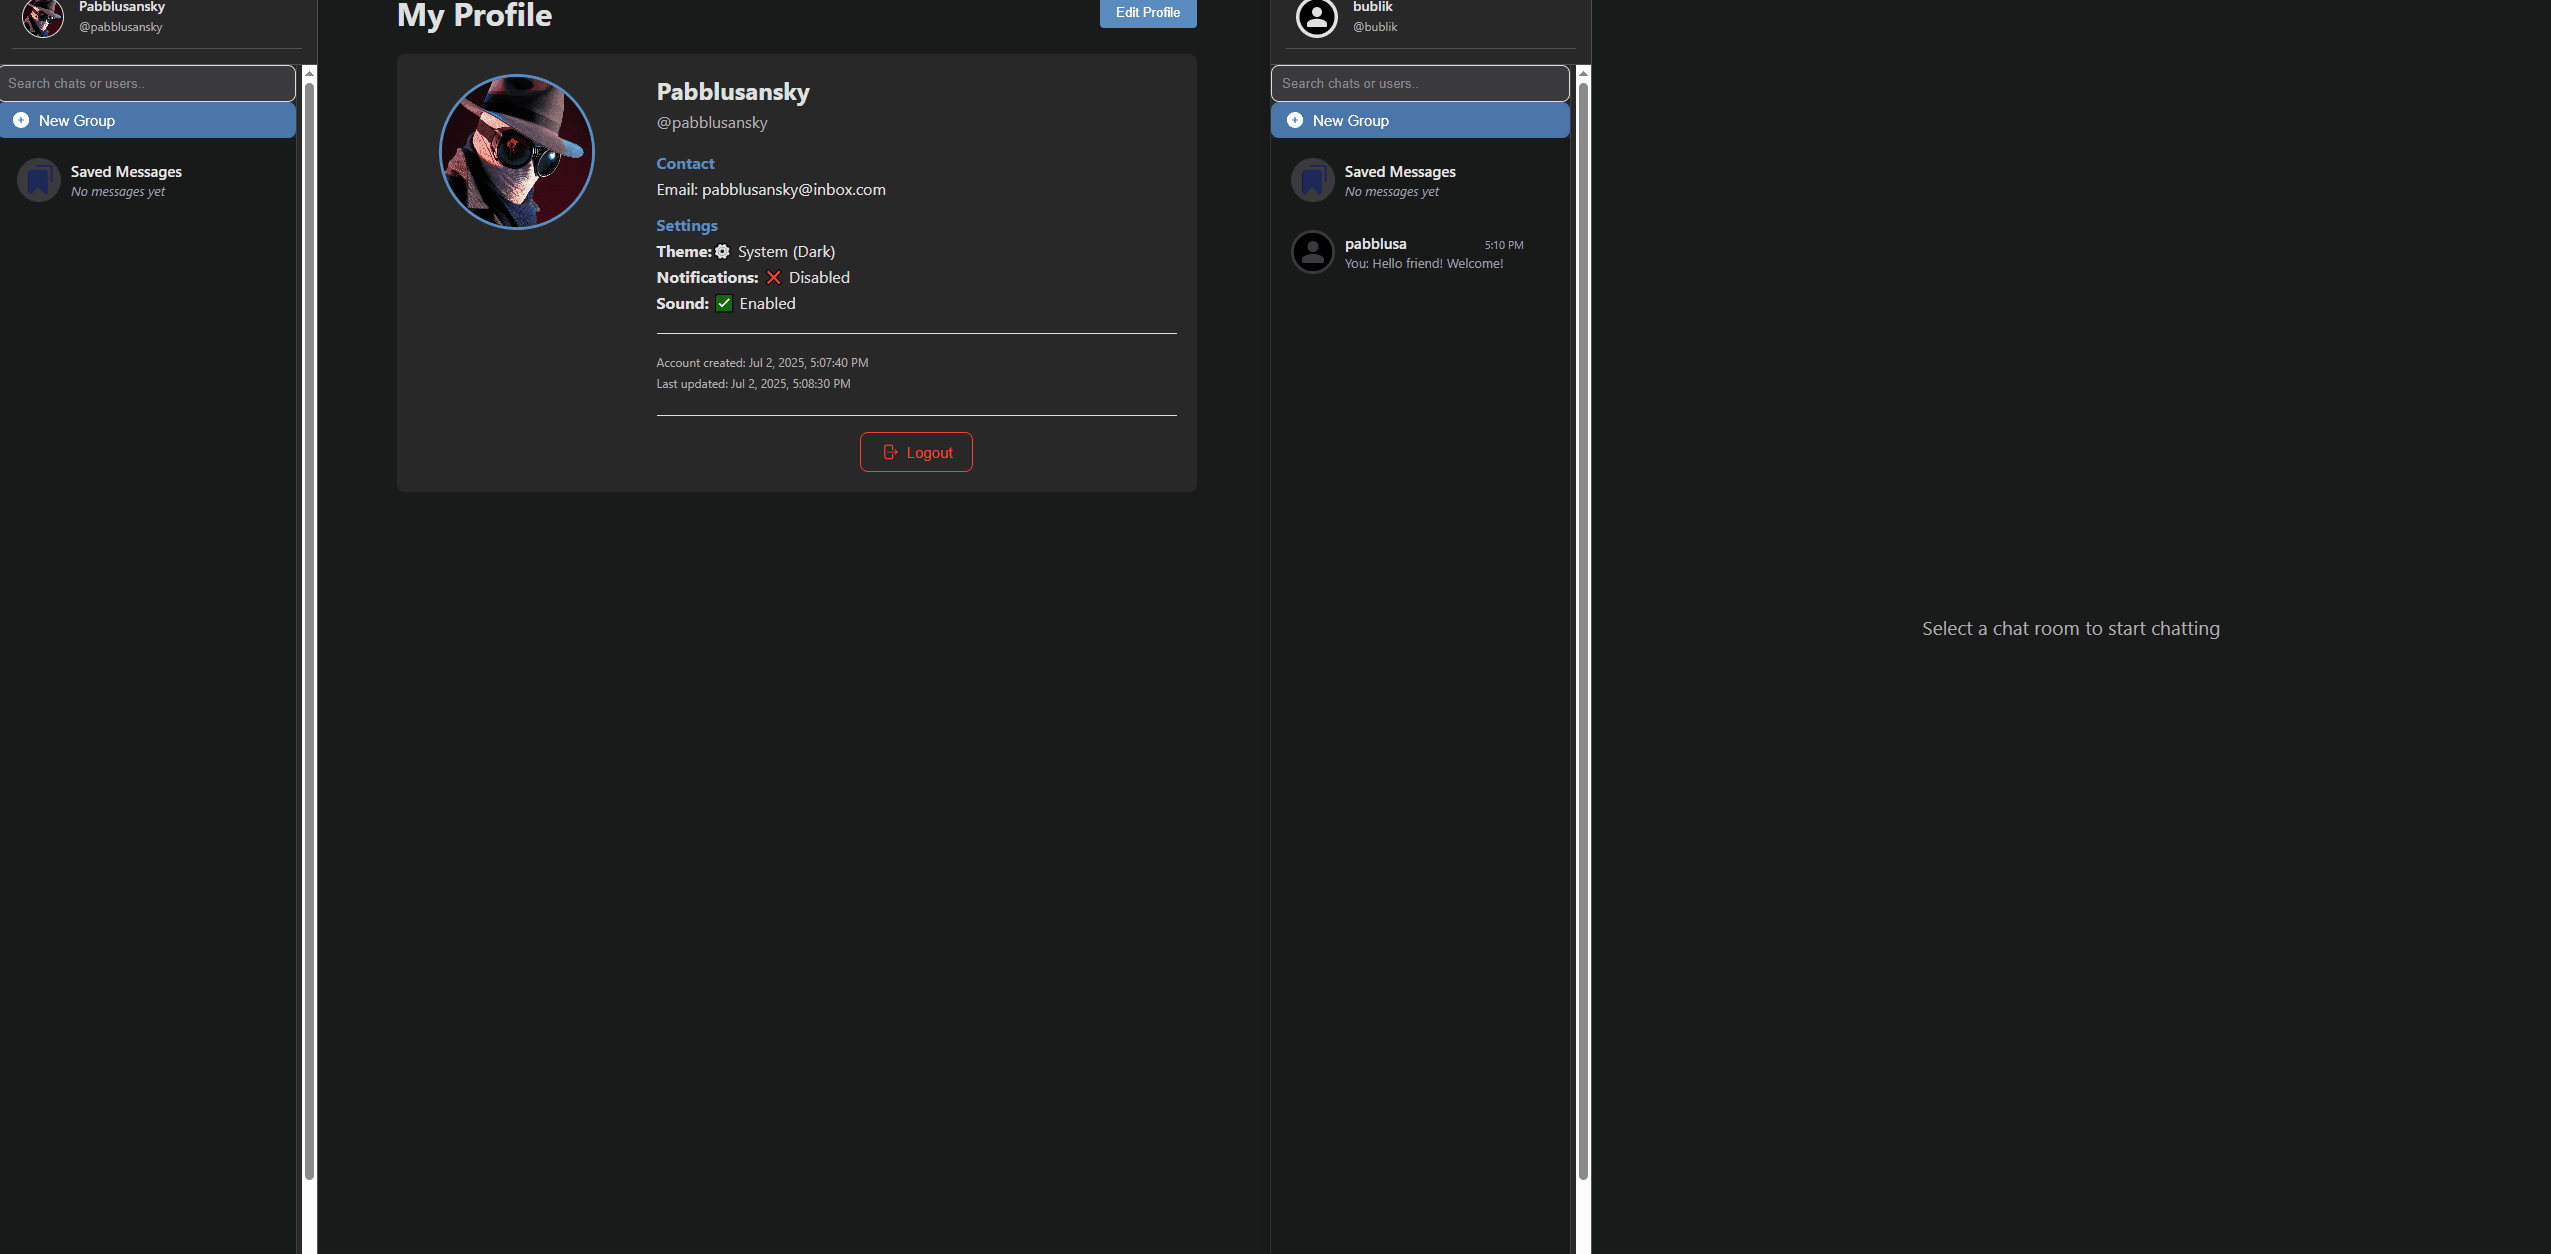 Pabblusansky
@pabblusansky
Search chats or users..
New Group
Saved Messages
No messages yet
My Profile
Edit Profile
Pabblusansky
@pabblusansky
Contact
Email: pabblusansky@inbox.com
Settings
Theme: System (Dark)
Notifications: ❌ Disabled
Sound: ✅ Enabled
Account created: Jul 2, 2025, 5:07:40 PM
Last updated: Jul 2, 2025, 5:08:30 PM
Logout
bublik
@bublik
Search chats or users..
New Group
Saved Messages
No messages yet
pabblusa 5:10 PM
You: Hello friend! Welcome!
Select a chat room to start chatting